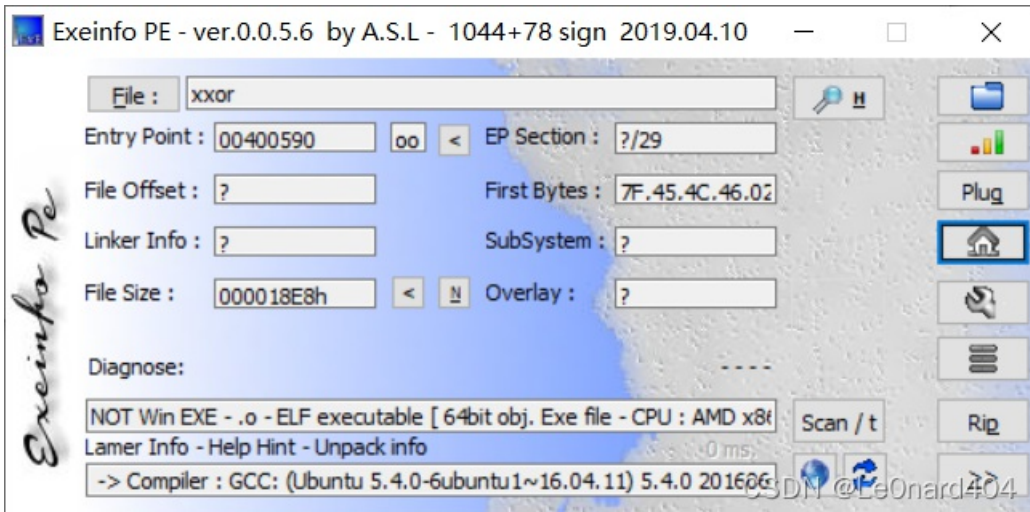 Exeinfo PE - ver.0.0.5.6 by A.S.L - 1044+78 sign 2019.04.10
File : xxor H
Entry Point : 00400590 oo < EP Section : ?/29
File Offset : ? First Bytes : 7F.45.4C.46.02 Plug
Linker Info : ? SubSystem : ?
File Size : 000018E8h < N Overlay : ?
Diagnose: ----
NOT Win EXE - .o - ELF executable [ 64bit obj. Exe file - CPU : AMD x86 Scan / t Rip
Lamer Info - Help Hint - Unpack info 0 ms.
-> Compiler : GCC: (Ubuntu 5.4.0-6ubuntu1~16.04.11) 5.4.0 201606 >>
Exeinfo Pe
CSDN @Le0nard404